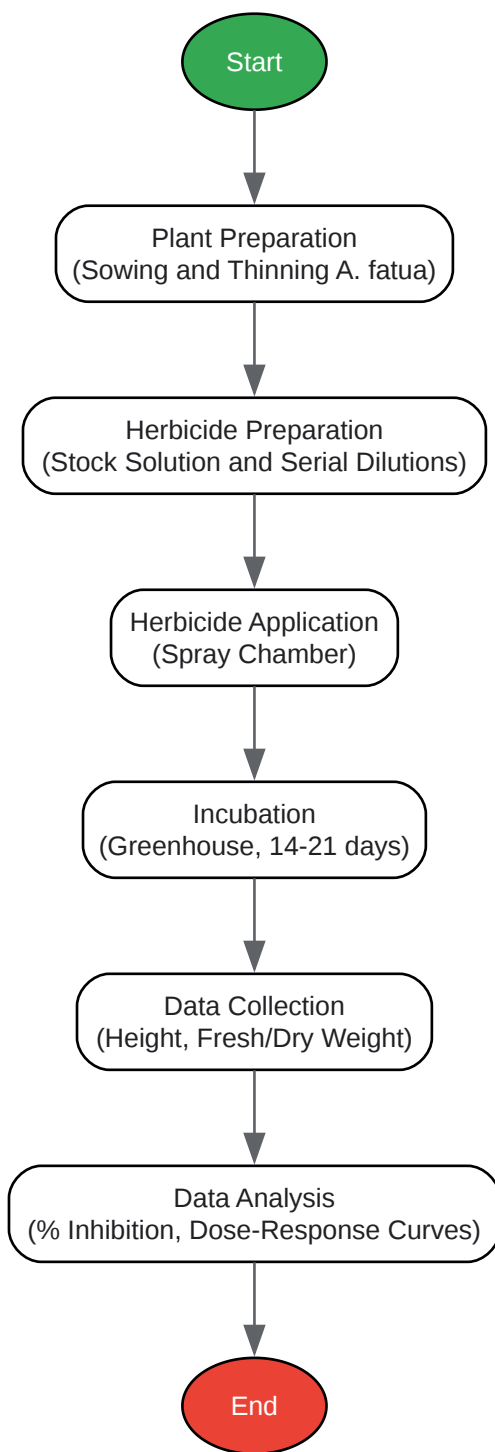 Start
Plant Preparation
(Sowing and Thinning A. fatua)
Herbicide Preparation
(Stock Solution and Serial Dilutions)
Herbicide Application
(Spray Chamber)
Incubation
(Greenhouse, 14-21 days)
Data Collection
(Height, Fresh/Dry Weight)
Data Analysis
(% Inhibition, Dose-Response Curves)
End